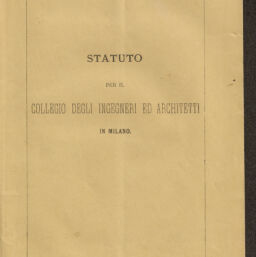 STATUTO
PER IL
COLLEGIO DEGLI INGEGNERI ED ARCHITETTI
IN MILANO.